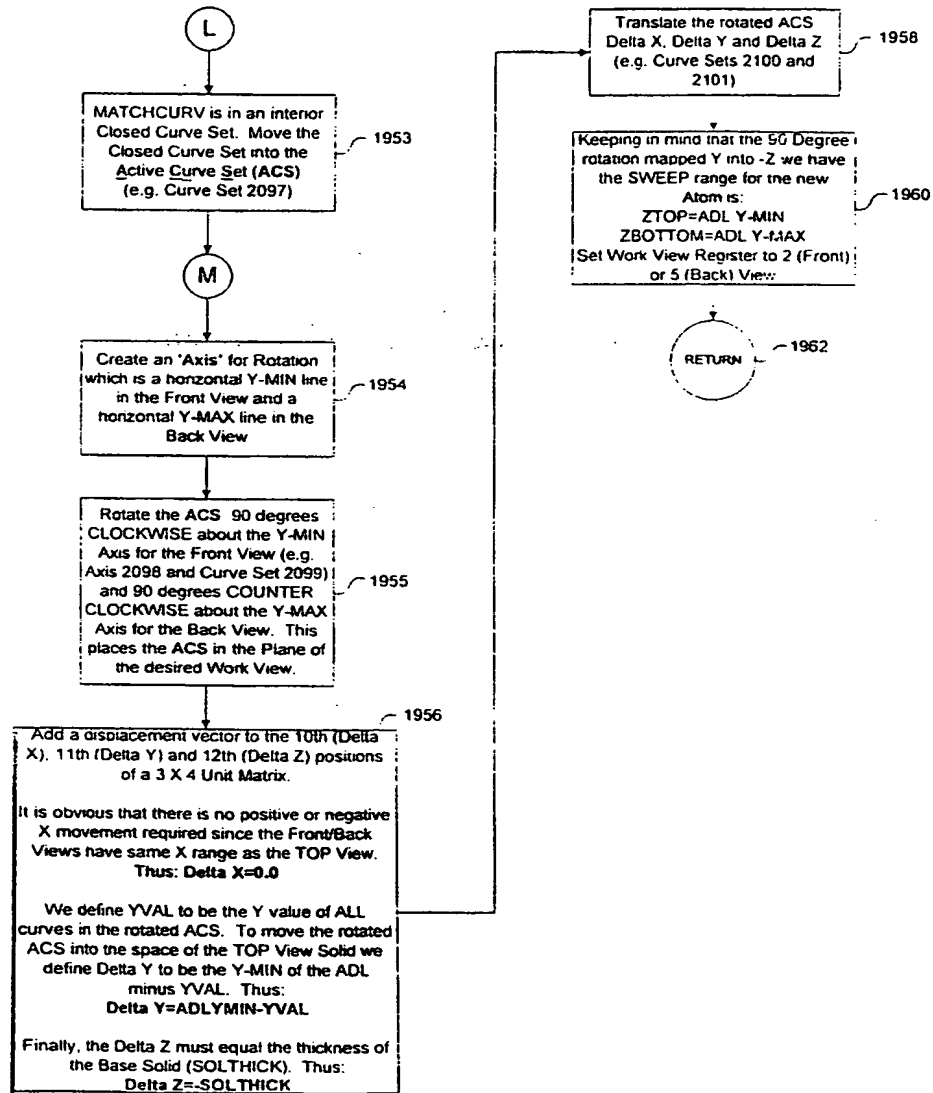 L
MATCHCURV is in an interior
Closed Curve Set. Move the
Closed Curve Set into the
Active Curve Set (ACS)
(e.g. Curve Set 2097)
1953
M
Create an 'Axis' for Rotation
which is a horizontal Y-MIN line
in the Front View and a
horizontal Y-MAX line in the
Back View
1954
Rotate the ACS 90 degrees
CLOCKWISE about the Y-MIN
Axis for the Front View (e.g.
Axis 2098 and Curve Set 2099)
and 90 degrees COUNTER
CLOCKWISE about the Y-MAX
Axis for the Back View. This
places the ACS in the Plane of
the desired Work View.
1955
1956
Add a displacement vector to the 10th (Delta
X), 11th (Delta Y) and 12th (Delta Z) positions
of a 3 X 4 Unit Matrix.
It is obvious that there is no positive or negative
X movement required since the Front/Back
Views have same X range as the TOP View.
Thus: Delta X=0.0
We define YVAL to be the Y value of ALL
curves in the rotated ACS. To move the rotated
ACS into the space of the TOP View Solid we
define Delta Y to be the Y-MIN of the ADL
minus YVAL. Thus:
Delta Y=ADLYMIN-YVAL
Finally, the Delta Z must equal the thickness of
the Base Solid (SOLTHICK). Thus:
Delta Z=-SOLTHICK
Translate the rotated ACS
Delta X, Delta Y and Delta Z
(e.g. Curve Sets 2100 and
2101)
1958
Keeping in mind that the 90 Degree
rotation mapped Y into -Z we have
the SWEEP range for the new
Atom is:
ZTOP=ADL Y-MIN
ZBOTTOM=ADL Y-MAX
Set Work View Register to 2 (Front)
or 5 (Back) View
1960
RETURN
1962